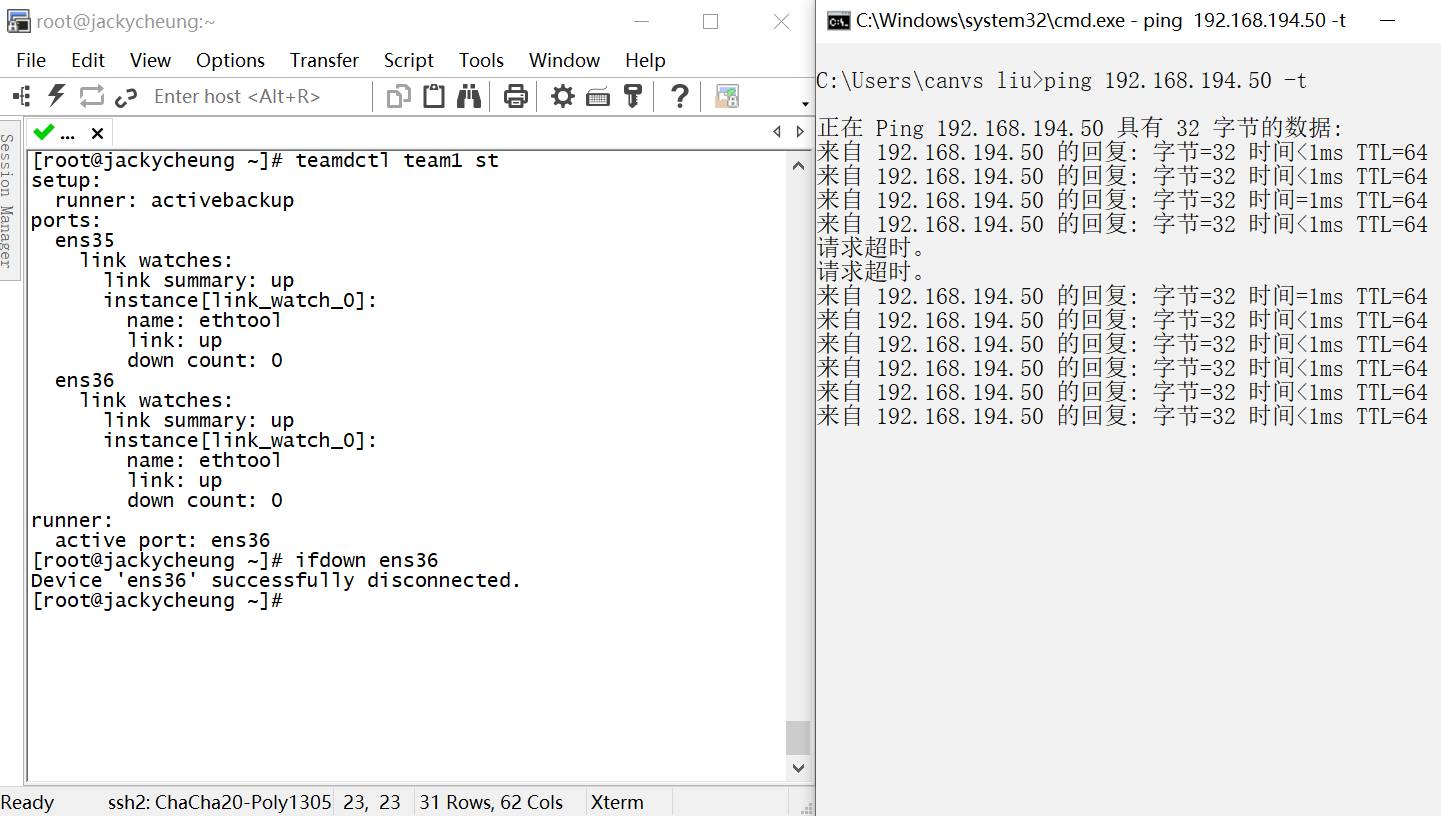 root@jackycheung:~
File Edit View Options Transfer Script Tools Window Help
Enter host <Alt+R>
Session Manager
...
[root@jackycheung ~]# teamdctl team1 st
setup:
  runner: activebackup
ports:
  ens35
    link watches:
      link summary: up
      instance[link_watch_0]:
        name: ethtool
        link: up
        down count: 0
  ens36
    link watches:
      link summary: up
      instance[link_watch_0]:
        name: ethtool
        link: up
        down count: 0
runner:
  active port: ens36
[root@jackycheung ~]# ifdown ens36
Device 'ens36' successfully disconnected.
[root@jackycheung ~]#
Ready ssh2: ChaCha20-Poly1305 23, 23 31 Rows, 62 Cols Xterm
C:\Windows\system32\cmd.exe - ping 192.168.194.50 -t
C:\Users\canvs liu>ping 192.168.194.50 -t
正在 Ping 192.168.194.50 具有 32 字节的数据:
来自 192.168.194.50 的回复: 字节=32 时间<1ms TTL=64
来自 192.168.194.50 的回复: 字节=32 时间<1ms TTL=64
来自 192.168.194.50 的回复: 字节=32 时间=1ms TTL=64
来自 192.168.194.50 的回复: 字节=32 时间<1ms TTL=64
请求超时。
请求超时。
来自 192.168.194.50 的回复: 字节=32 时间=1ms TTL=64
来自 192.168.194.50 的回复: 字节=32 时间<1ms TTL=64
来自 192.168.194.50 的回复: 字节=32 时间<1ms TTL=64
来自 192.168.194.50 的回复: 字节=32 时间<1ms TTL=64
来自 192.168.194.50 的回复: 字节=32 时间<1ms TTL=64
来自 192.168.194.50 的回复: 字节=32 时间<1ms TTL=64